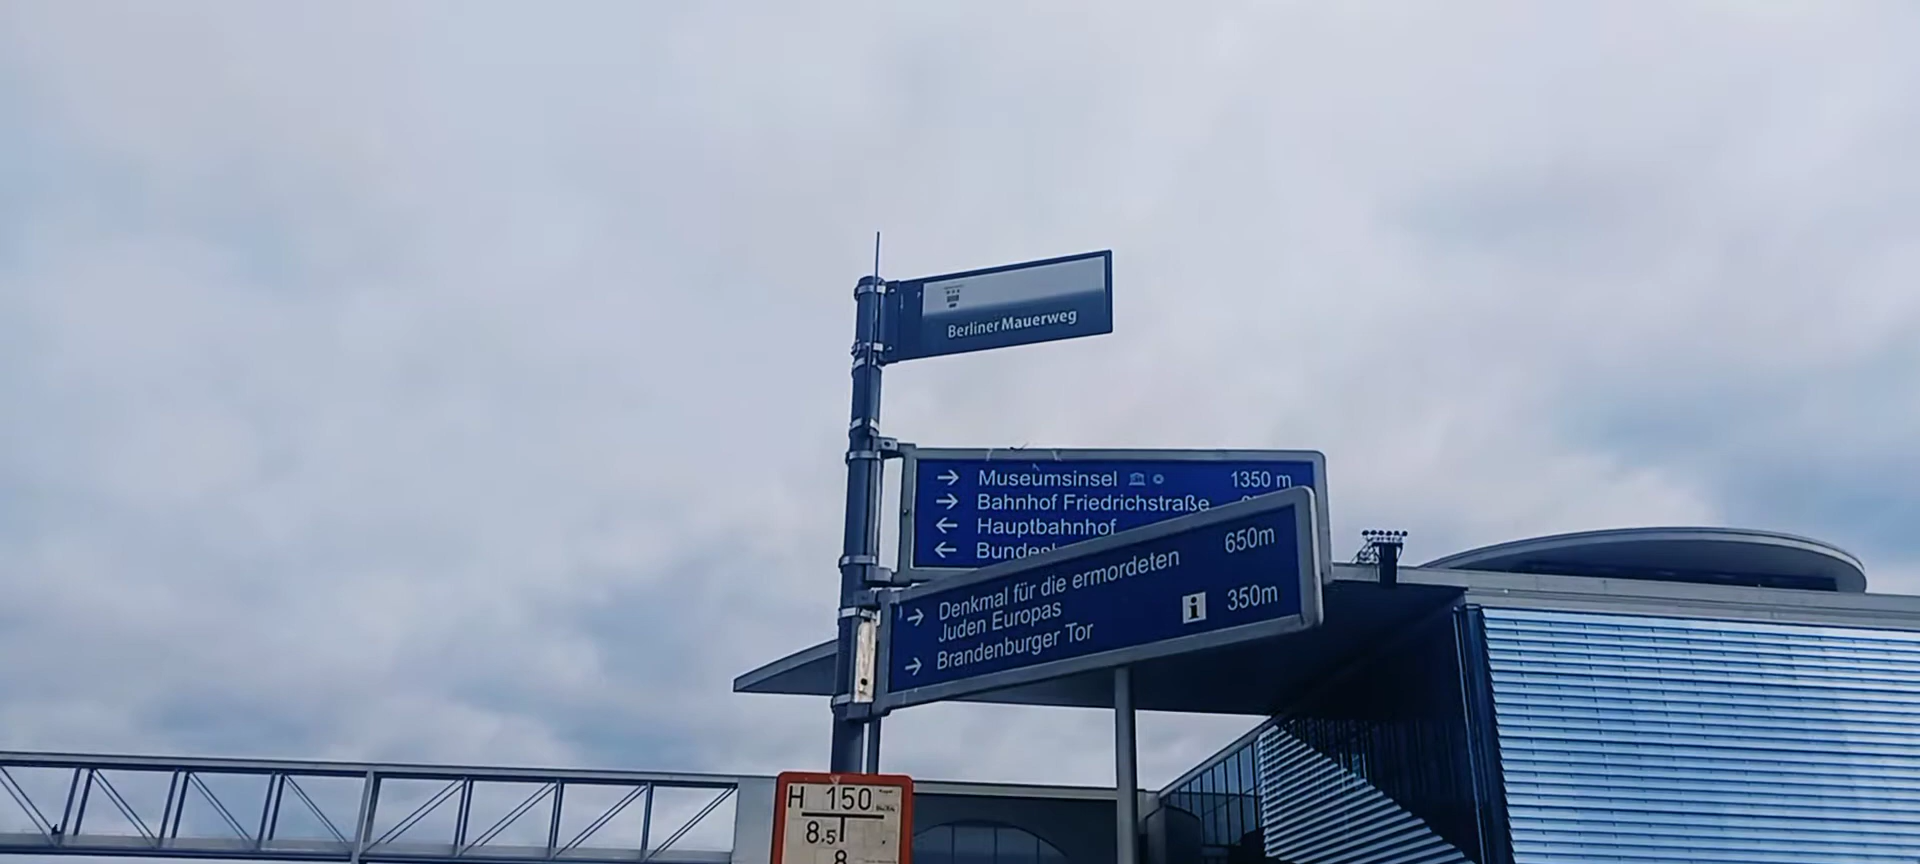 Berliner Mauerweg
→ Museumsinsel 1350 m
→ Bahnhof Friedrichstraße
← Hauptbahnhof
←
→ Denkmal für die ermordeten 650m
Juden Europas
→ Brandenburger Tor i 350m
H 150
8.5
8